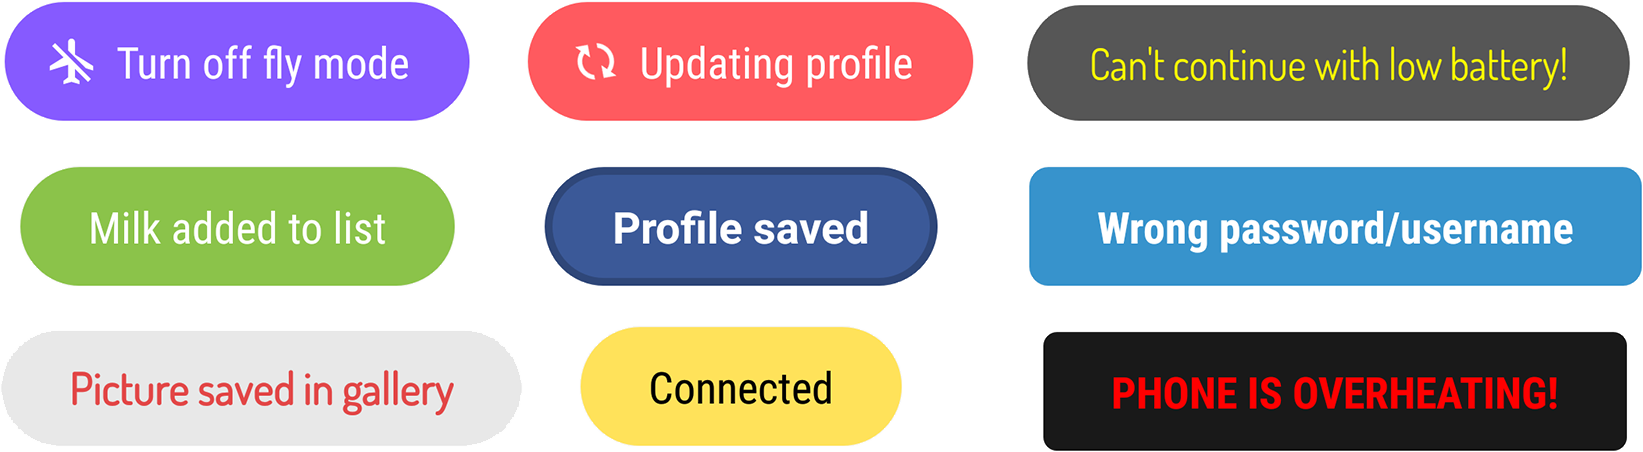 Turn off fly mode
Updating profile
Can't continue with low battery!
Milk added to list
Profile saved
Wrong password/username
Picture saved in gallery
Connected
PHONE IS OVERHEATING!